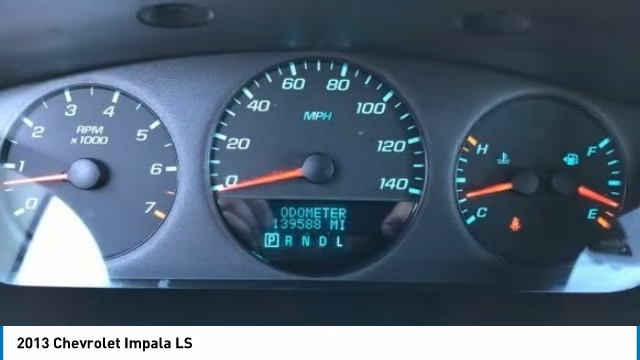 0 1 2 3 4 5 6 7
RPM
x1000
0 20 40 60 80 100 120 140
MPH
ODOMETER
139588 MI
P R N D L
H
C
F
E
2013 Chevrolet Impala LS